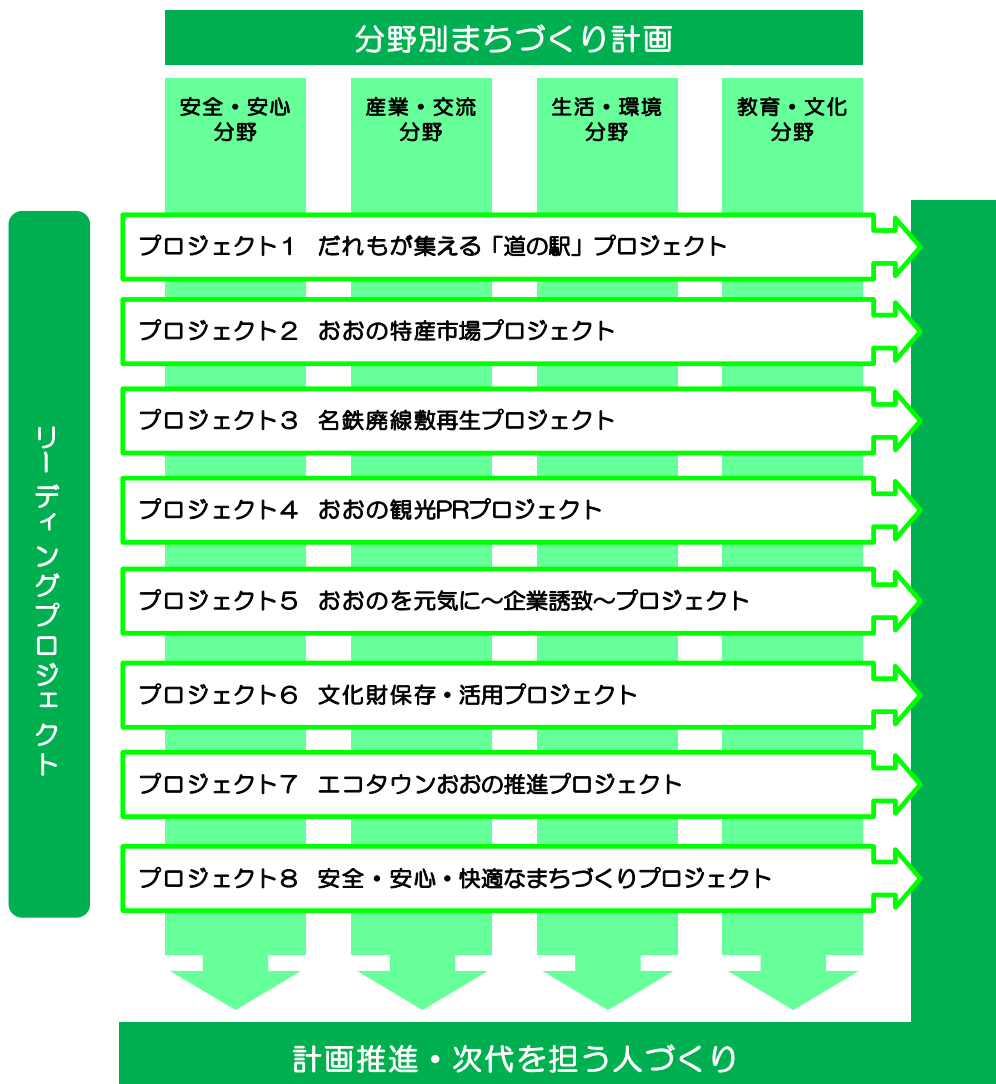 分野別まちづくり計画
安全・安心
分野
産業・交流
分野
生活・環境
分野
教育・文化
分野
リーディングプロジェクト
プロジェクト１ だれもが集える「道の駅」プロジェクト
プロジェクト２ おおの特産市場プロジェクト
プロジェクト３ 名鉄廃線敷再生プロジェクト
プロジェクト４ おおの観光PRプロジェクト
プロジェクト５ おおのを元気に～企業誘致～プロジェクト
プロジェクト６ 文化財保存・活用プロジェクト
プロジェクト７ エコタウンおおの推進プロジェクト
プロジェクト８ 安全・安心・快適なまちづくりプロジェクト
計画推進・次代を担う人づくり